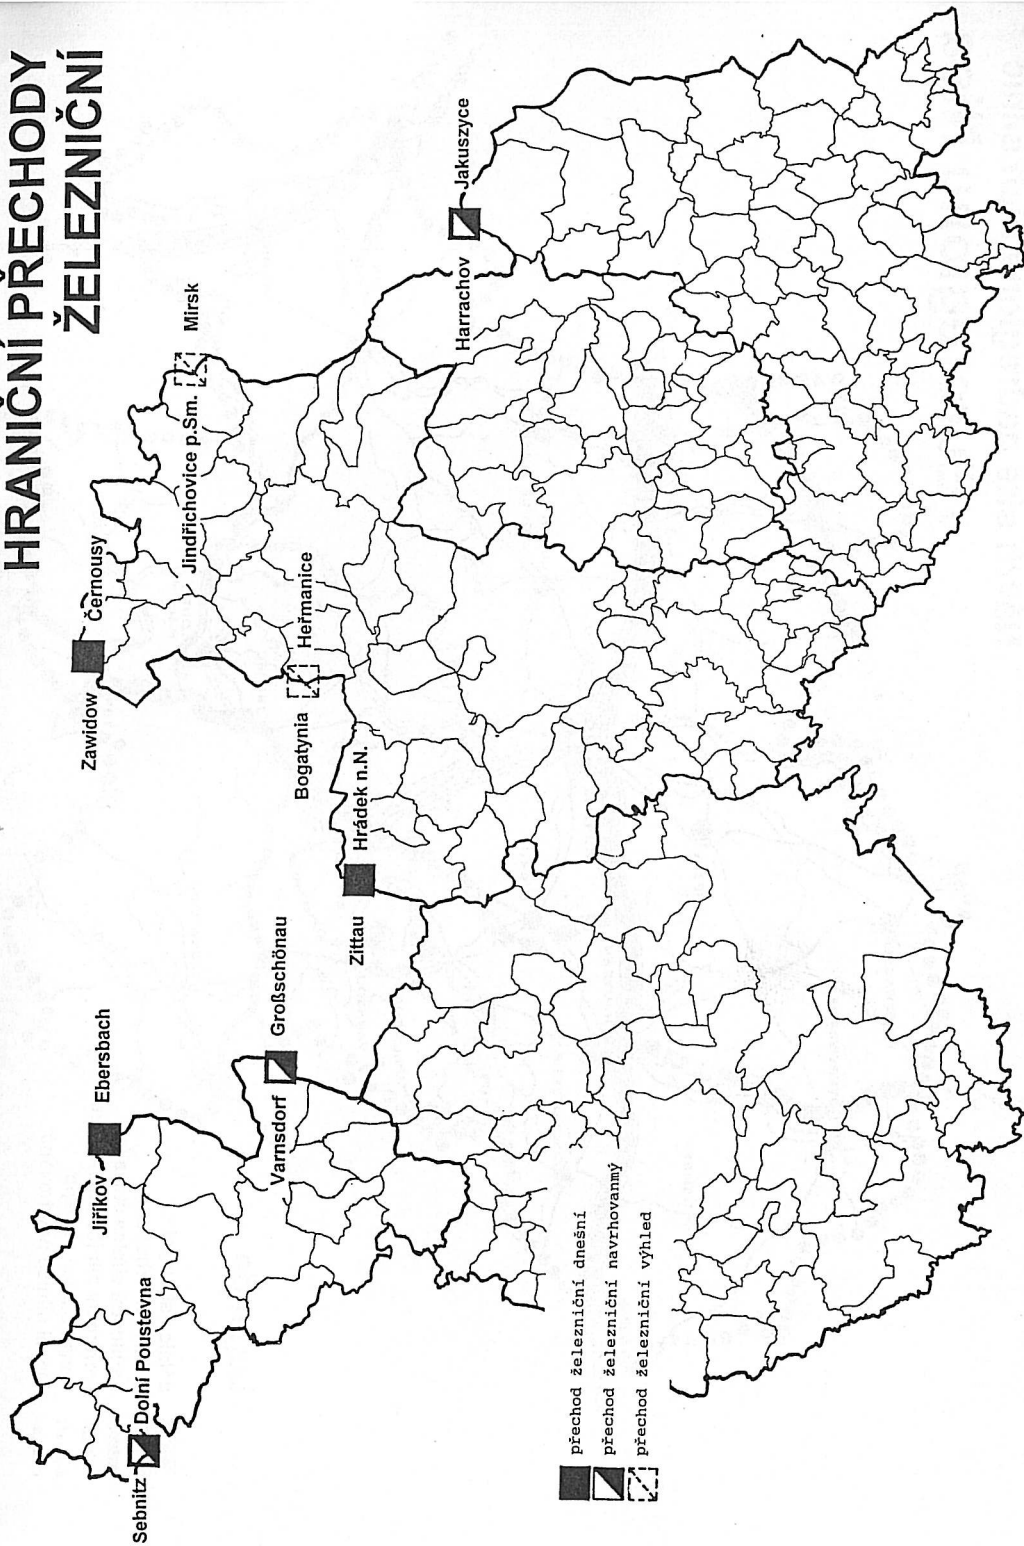 HRANIČNÍ PŘECHODY
ŽELEZNIČNÍ
Sebnitz
Dolní Poustevna
Jiříkov
Ebersbach
Varnsdorf
Großschönau
Zittau
Hrádek n.N.
Bogatynia
Heřmanice
Zawidow
Černousy
Jindřichovice p.Sm.
Mirsk
Harrachov
Jakuszyce
přechod železniční dnešní
přechod železniční navrhovanmý
přechod železniční výhled